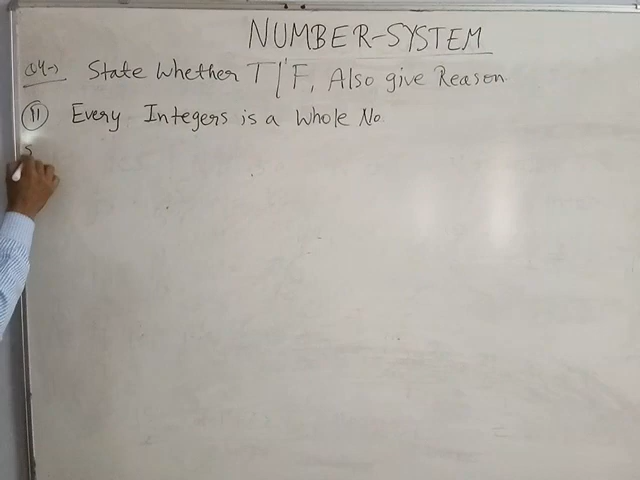 NUMBER-SYSTEM
Q4→ State Whether T/F, Also give Reason.
(ii) Every Integers is a Whole No.
S